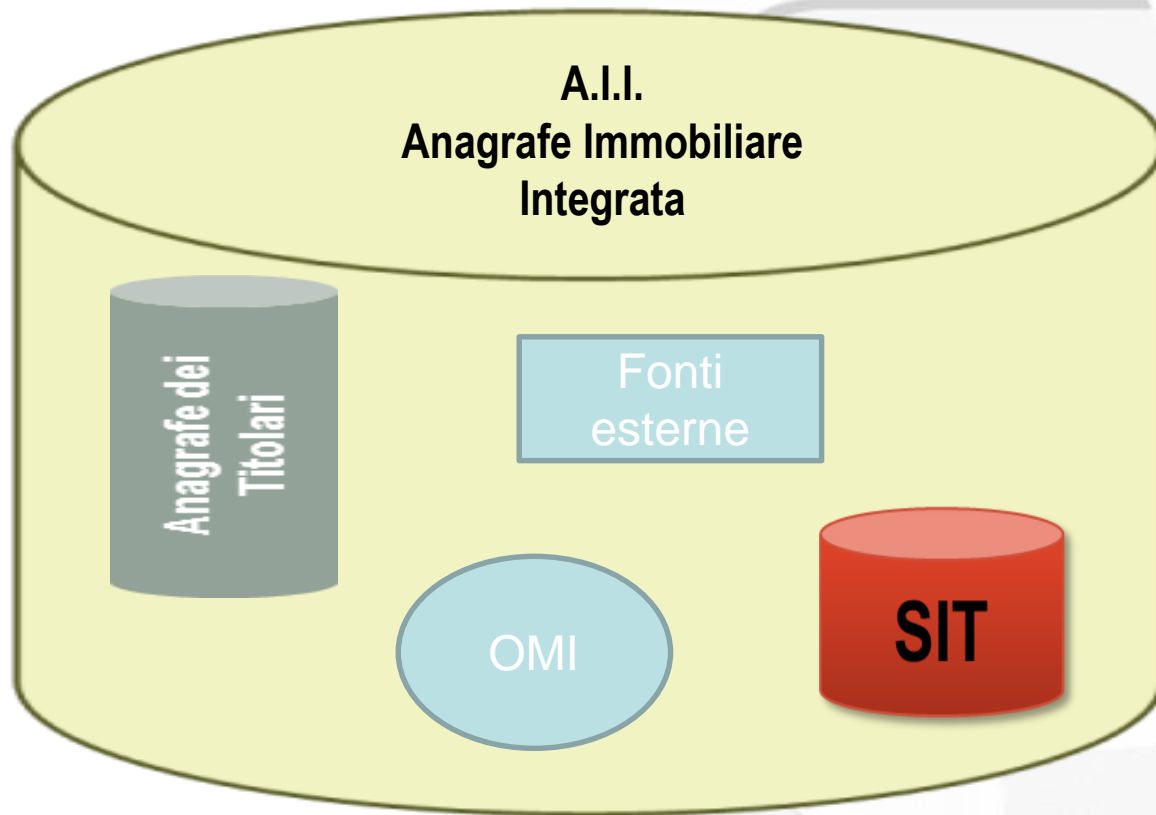 A.I.I.
Anagrafe Immobiliare
Integrata
Anagrafe dei
Titolari
Fonti
esterne
OMI
SIT